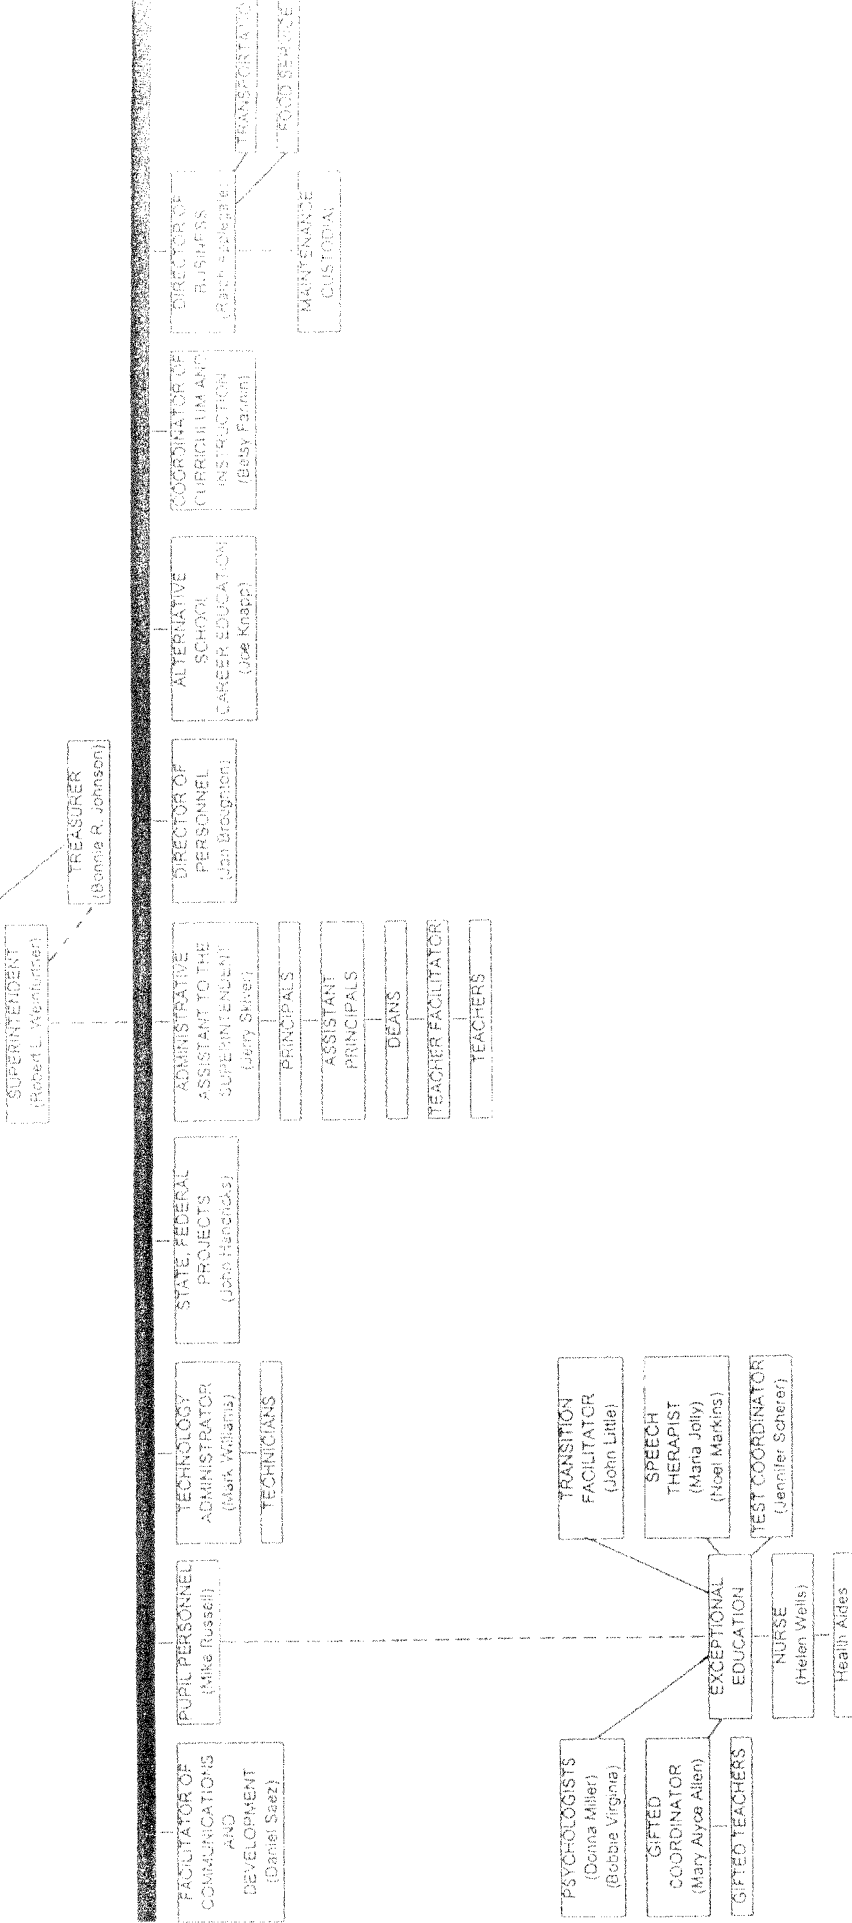 SUPERINTENDENT
TREASURER
(Bonnie R. Johnson)
FACILITATOR OF
COMMUNICATIONS
AND
DEVELOPMENT
(Daniel Saez)
PUPIL PERSONNEL
(Mike Russell)
TECHNOLOGY
ADMINISTRATOR
(Mark Williams)
TECHNICIANS
STATE, FEDERAL
PROJECTS
(John Hendricks)
ADMINISTRATIVE
ASSISTANT TO THE
SUPERINTENDENT
(Jerry Skiver)
PRINCIPALS
ASSISTANT
PRINCIPALS
DEANS
TEACHER FACILITATOR
TEACHERS
DIRECTOR OF
PERSONNEL
(Jon Broughton)
ALTERNATIVE
SCHOOL
CAREER EDUCATION
(Joe Knapp)
COORDINATOR OF
CURRICULUM AND
INSTRUCTION
(Betsy Fannin)
DIRECTOR OF
BUSINESS
(Ralph Applegate)
MAINTENANCE
CUSTODIAL
FOOD SERVICE
PSYCHOLOGISTS
(Donna Miller)
(Bobbie Virginia)
GIFTED
COORDINATOR
(Mary Alyce Allen)
GIFTED TEACHERS
EXCEPTIONAL
EDUCATION
NURSE
(Helen Wells)
Health Aides
TRANSITION
FACILITATOR
(John Little)
SPEECH
THERAPIST
(Maria Jolly)
(Noel Markins)
TEST COORDINATOR
(Jennifer Scherer)